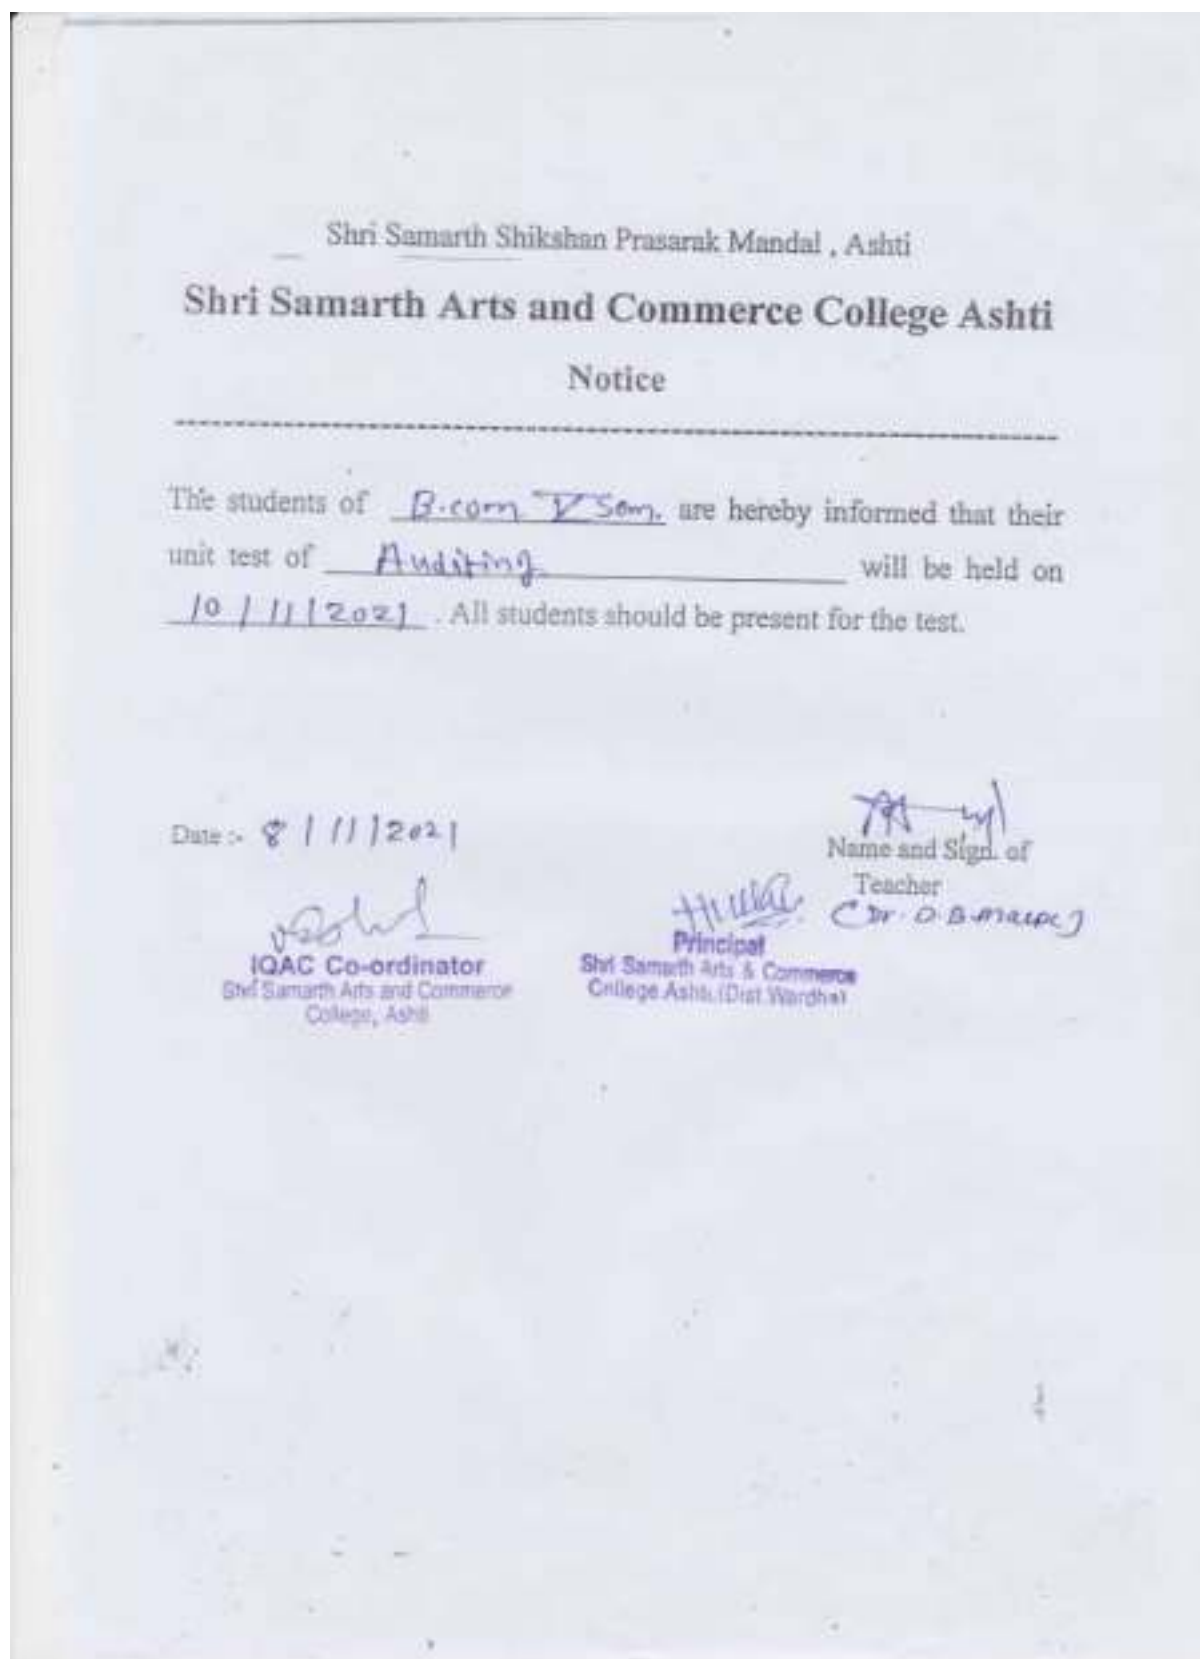 Shri Samarth Shikshan Prasarak Mandal , Ashti
Shri Samarth Arts and Commerce College Ashti
Notice
The students of B.com V Sem. are hereby informed that their
unit test of Auditing will be held on
10 / 11 / 2021 . All students should be present for the test.
Date :- 8 / 11 / 2021
Name and Sign. of
Teacher
(Dr. D. B.
IQAC Co-ordinator
Shri Samarth Arts and Commerce
College, Ashti
Principal
Shri Samarth Arts & Commerce
College Ashti (Dist Wardha)